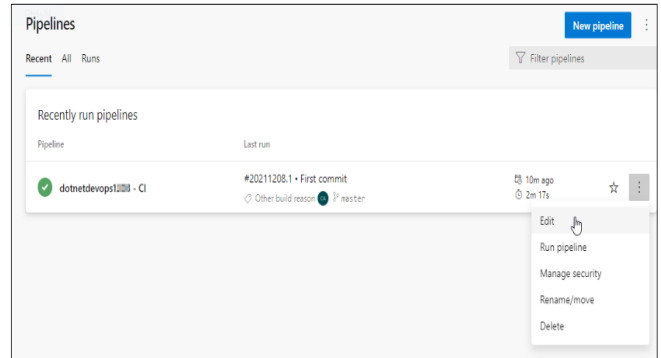 Pipelines
New pipeline
Recent All Runs
Filter pipelines
Recently run pipelines
Pipeline Last run
#20211208.1 • First commit
10m ago
- CI
Other build reason master
2m 17s
Edit
Run pipeline
Manage security
Rename/move
Delete